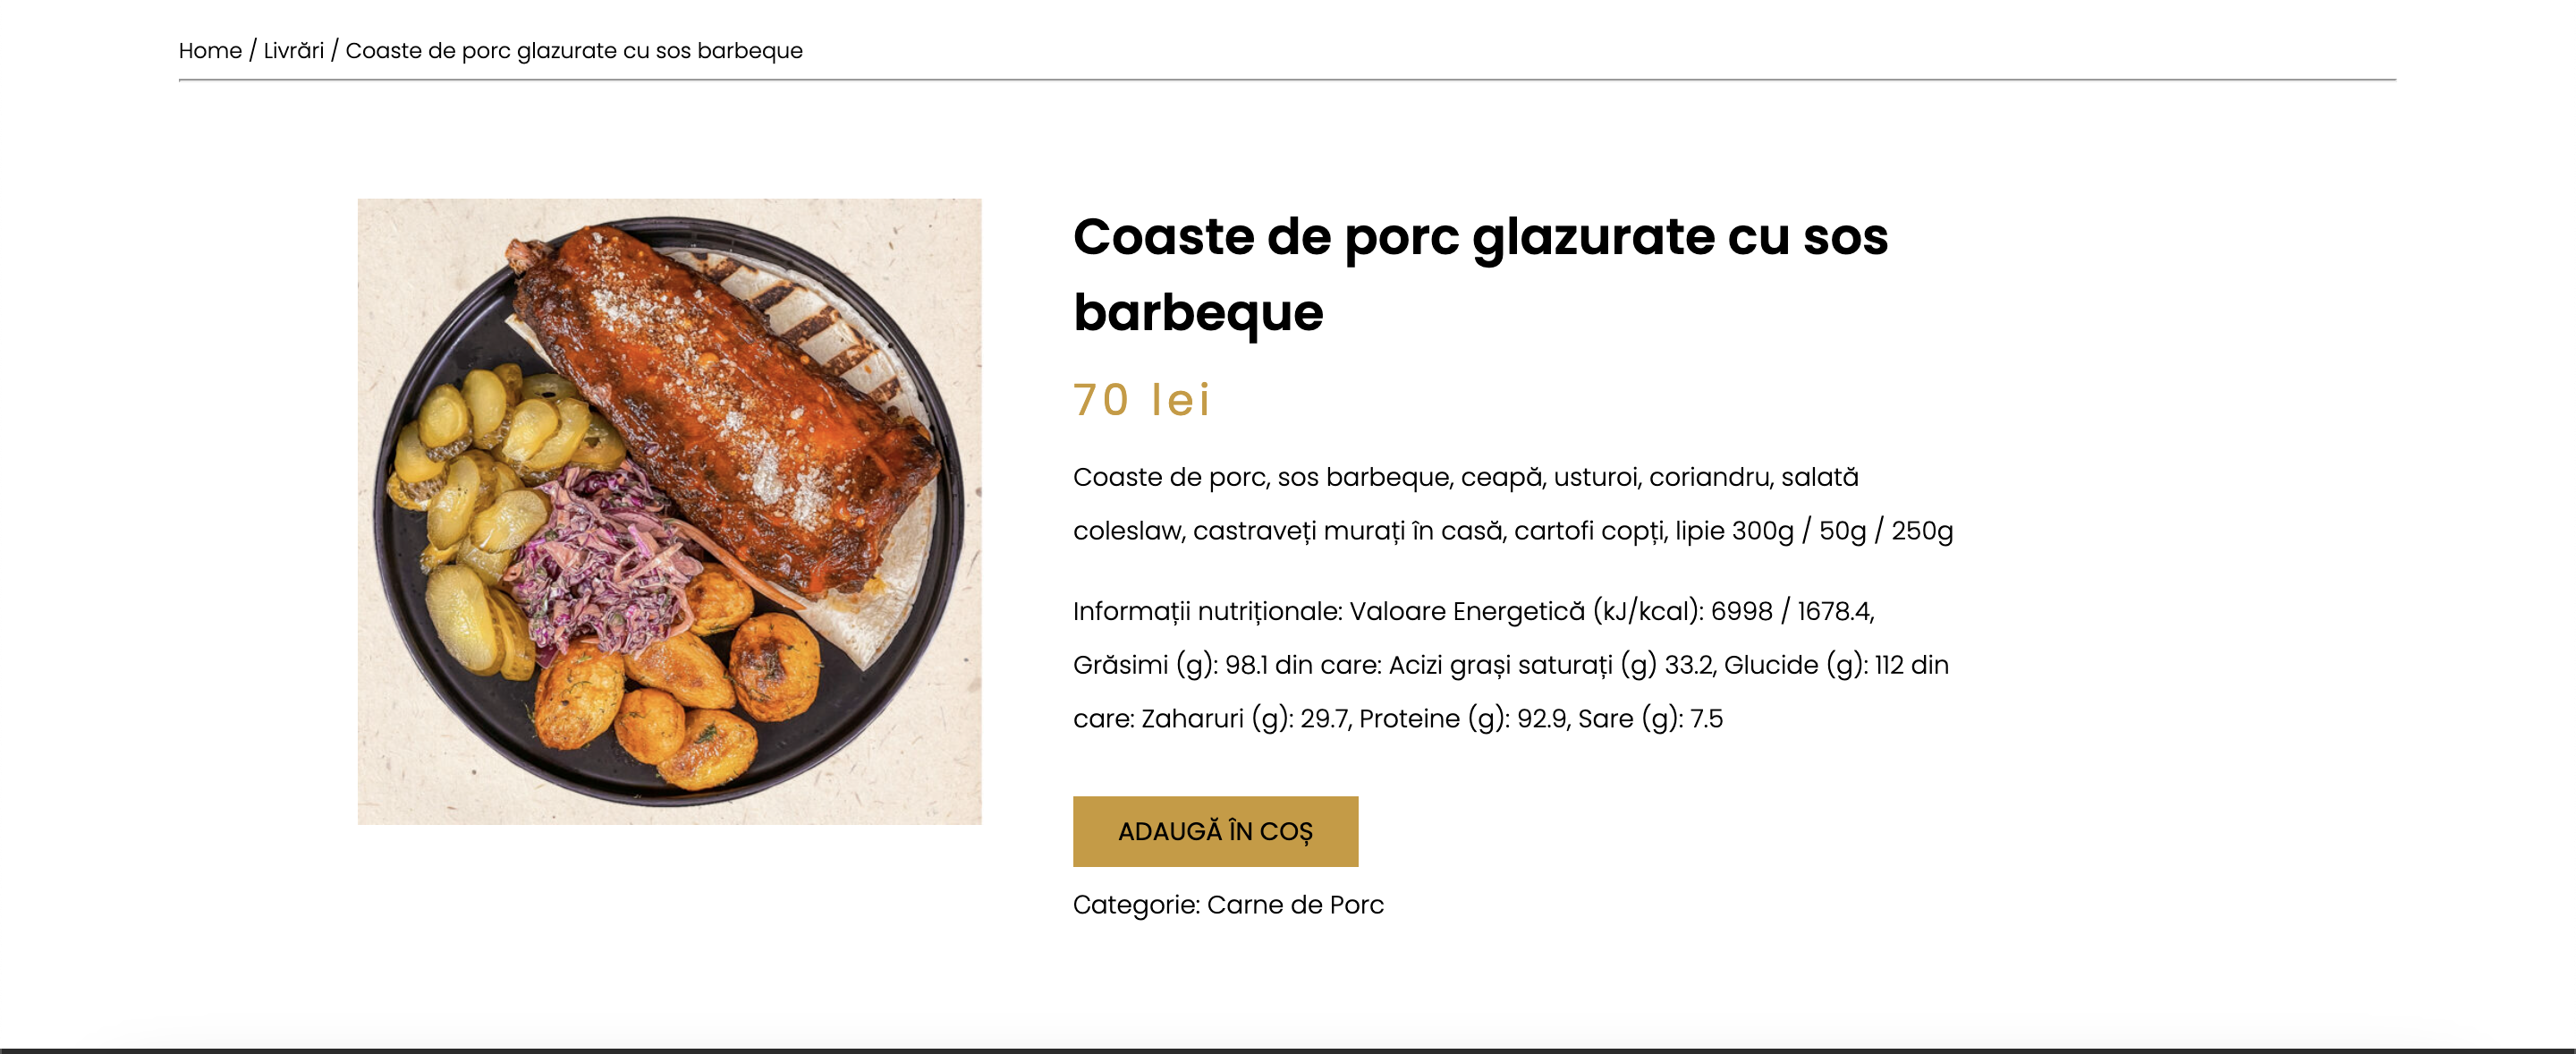 Home / Livrări / Coaste de porc glazurate cu sos barbeque
Coaste de porc glazurate cu sos
barbeque
70 lei
Coaste de porc, sos barbeque, ceapă, usturoi, coriandru, salată
coleslaw, castraveți murați în casă, cartofi copți, lipie 300g / 50g / 250g
Informații nutriționale: Valoare Energetică (kJ/kcal): 6998 / 1678.4,
Grăsimi (g): 98.1 din care: Acizi grași saturați (g) 33.2, Glucide (g): 112 din
care: Zaharuri (g): 29.7, Proteine (g): 92.9, Sare (g): 7.5
ADAUGĂ ÎN COȘ
Categorie: Carne de Porc